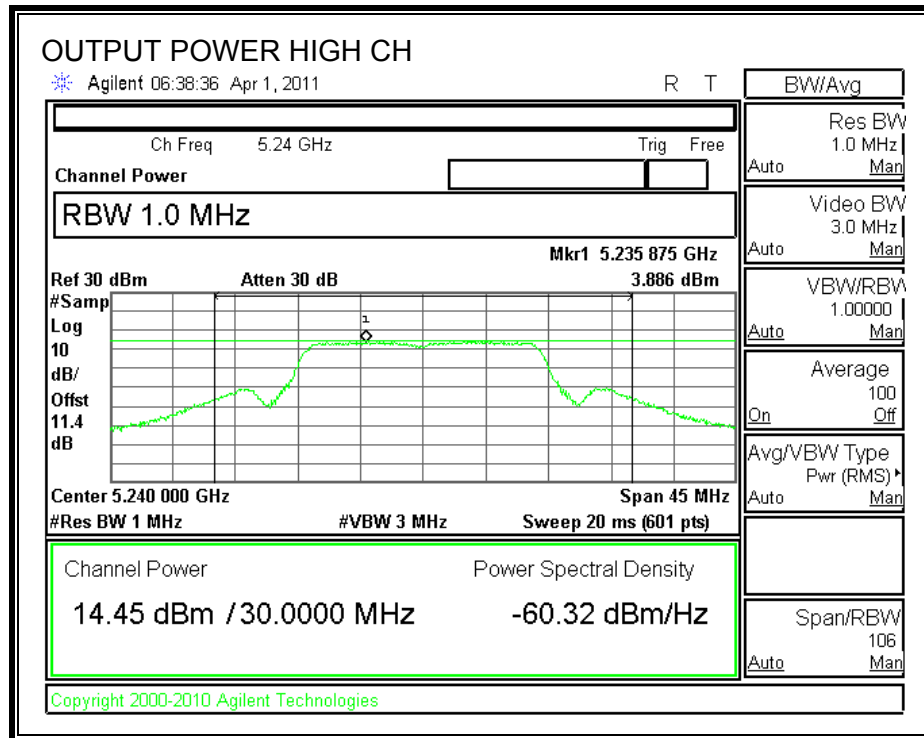 OUTPUT POWER HIGH CH
Agilent 06:38:36 Apr 1, 2011
R T
Ch Freq 5.24 GHz
Trig Free
Channel Power
RBW 1.0 MHz
Mkr1 5.235 875 GHz
Ref 30 dBm Atten 30 dB 3.886 dBm
#Samp
Log
10
dB/
Offst
11.4
dB
1
Center 5.240 000 GHz Span 45 MHz
#Res BW 1 MHz #VBW 3 MHz Sweep 20 ms (601 pts)
Channel Power Power Spectral Density
14.45 dBm / 30.0000 MHz -60.32 dBm/Hz
Copyright 2000-2010 Agilent Technologies
BW/Avg
Res BW
1.0 MHz
Auto Man
Video BW
3.0 MHz
Auto Man
VBW/RBW
1.00000
Auto Man
Average
100
On Off
Avg/VBW Type
Pwr (RMS)
Auto Man
Span/RBW
106
Auto Man